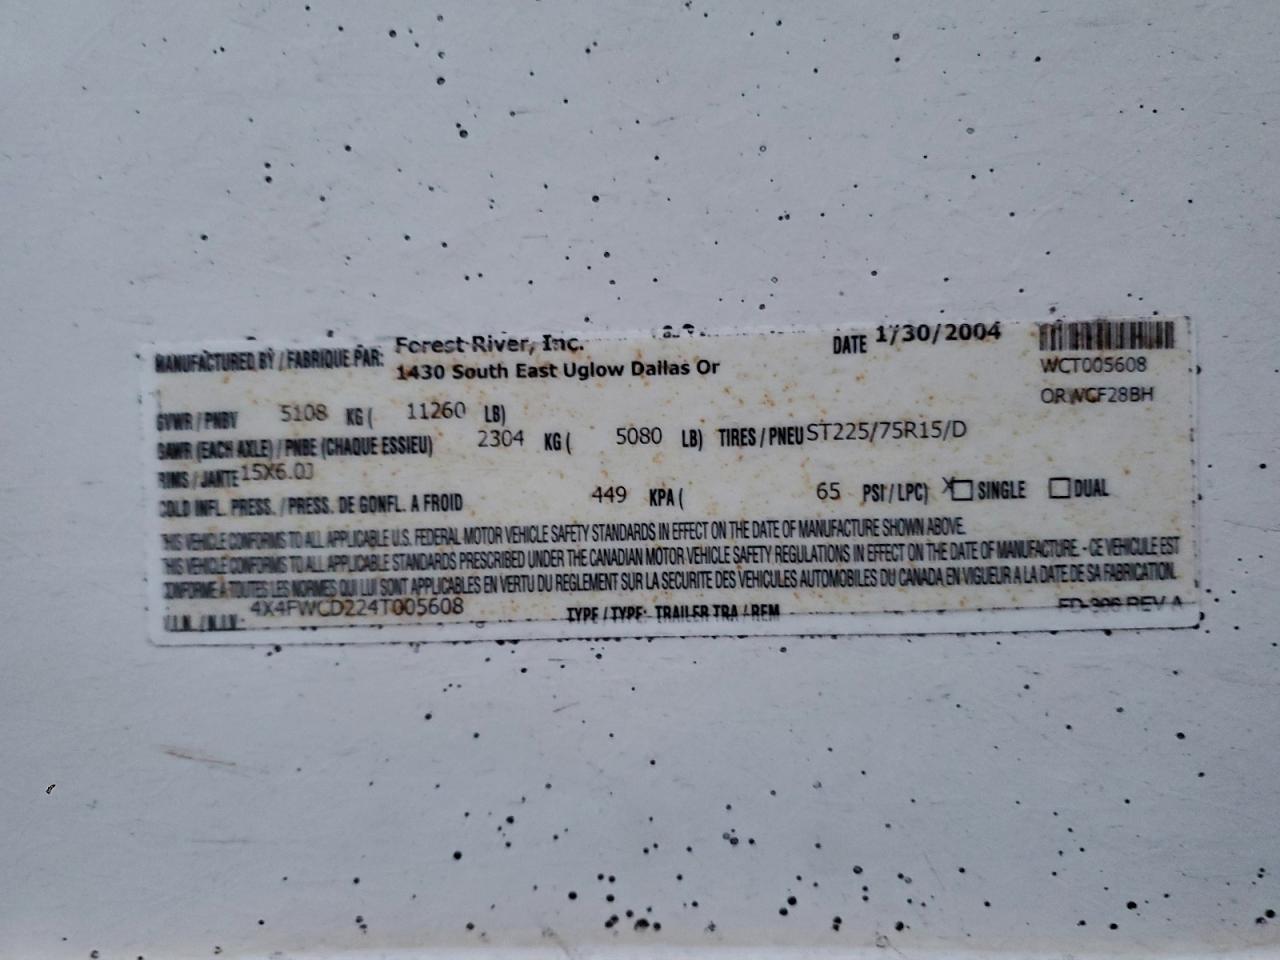 MANUFACTURED BY / FABRIQUE PAR: Forest River, Inc. DATE 1/30/2004
1430 South East Uglow Dallas Or WCT005608
ORWCF28BH
GVWR / PNBV 5108 KG ( 11260 LB)
GAWR (EACH AXLE) / PNBE (CHAQUE ESSIEU) 2304 KG ( 5080 LB) TIRES / PNEU ST225/75R15/D
RIMS / JANTE 15X6.0J
COLD INFL. PRESS. / PRESS. DE GONFL. A FROID 449 KPA ( 65 PSI / LPC) X SINGLE DUAL
THIS VEHICLE CONFORMS TO ALL APPLICABLE U.S. FEDERAL MOTOR VEHICLE SAFETY STANDARDS IN EFFECT ON THE DATE OF MANUFACTURE SHOWN ABOVE.
THIS VEHICLE CONFORMS TO ALL APPLICABLE STANDARDS PRESCRIBED UNDER THE CANADIAN MOTOR VEHICLE SAFETY REGULATIONS IN EFFECT ON THE DATE OF MANUFACTURE. - CE VEHICULE EST
CONFORME A TOUTES LES NORMES QUI LUI SONT APPLICABLES EN VERTU DU REGLEMENT SUR LA SECURITE DES VEHICULES AUTOMOBILES DU CANADA EN VIGUEUR A LA DATE DE SA FABRICATION.
V.I.N. / N.I.V.: 4X4FWCD224T005608 TYPE / TYPE: TRAILER TRA / REM REV A